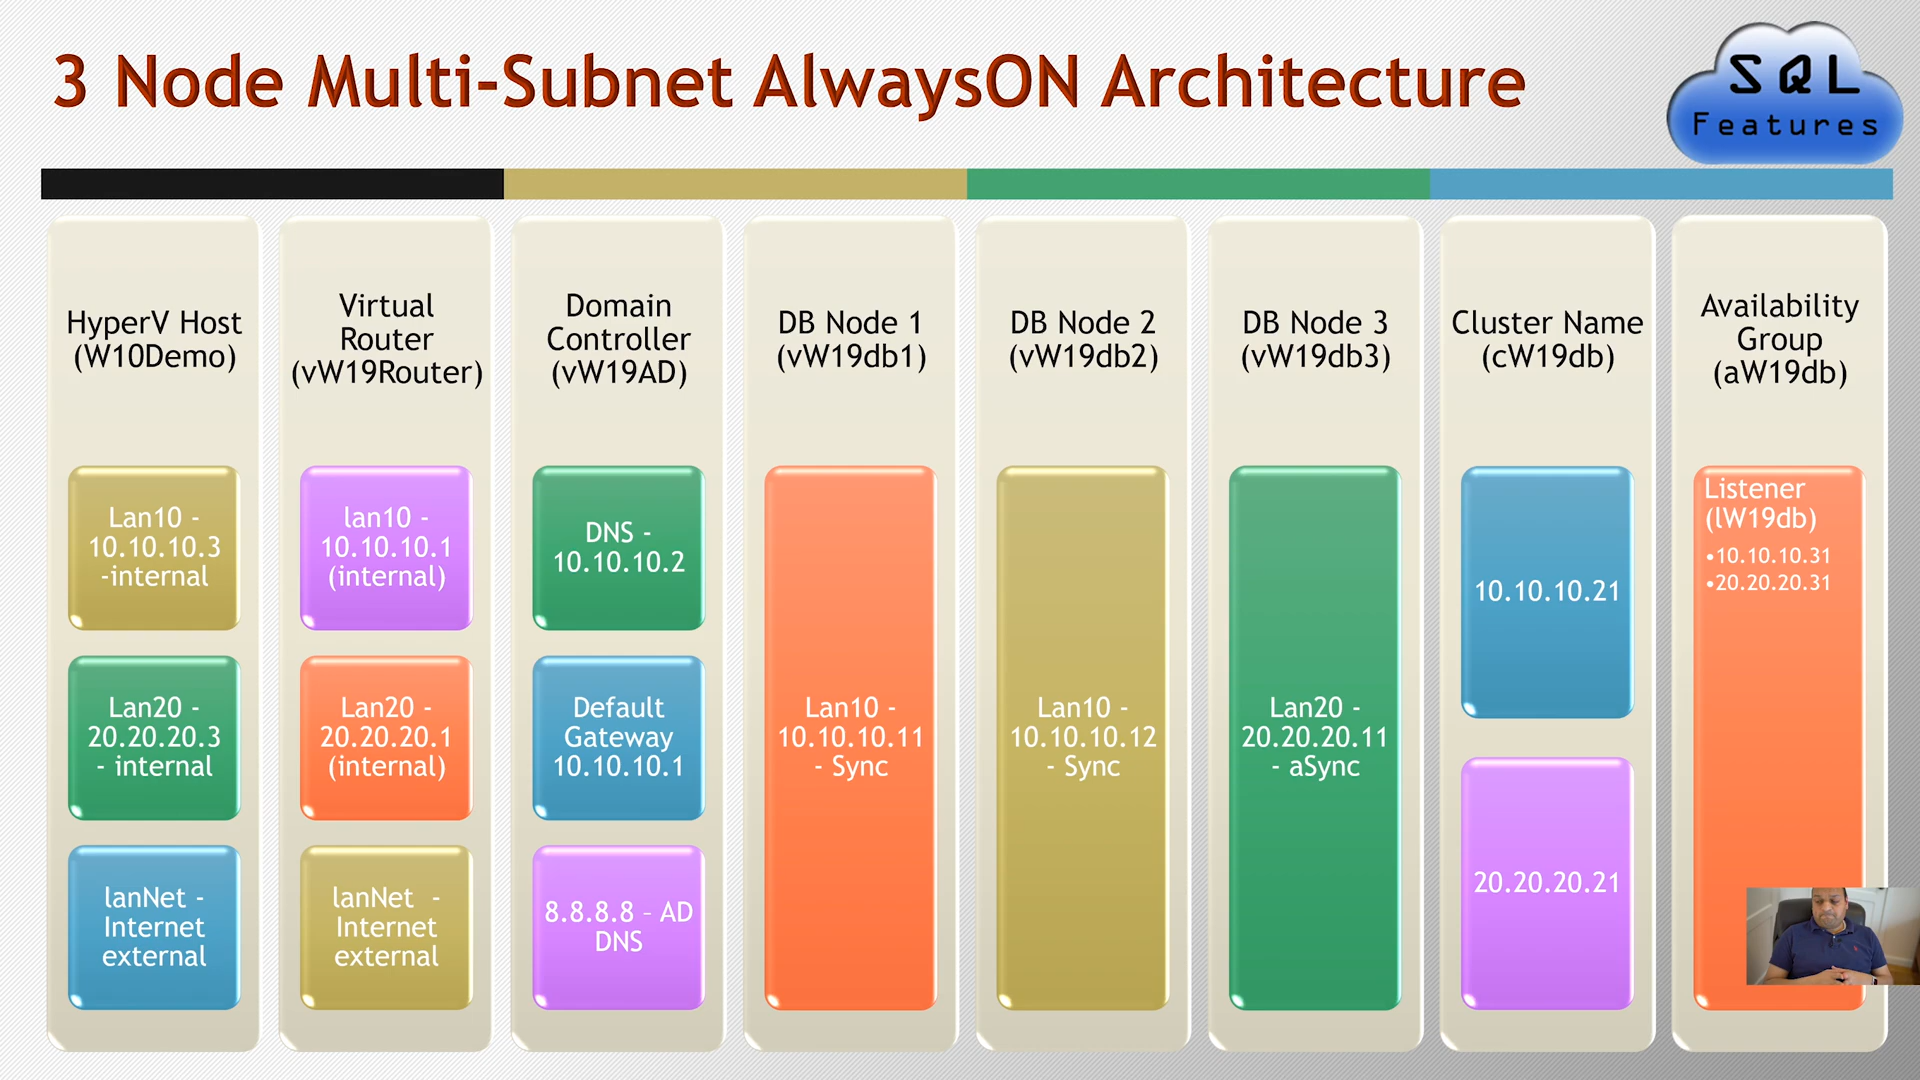 3 Node Multi-Subnet AlwaysON Architecture
SQL
Features
HyperV Host
(W10Demo)
Lan10 -
10.10.10.3
-internal
Lan20 -
20.20.20.3
- internal
lanNet -
Internet
external
Virtual
Router
(vW19Router)
lan10 -
10.10.10.1
(internal)
Lan20 -
20.20.20.1
(internal)
lanNet -
Internet
external
Domain
Controller
(vW19AD)
DNS -
10.10.10.2
Default
Gateway
10.10.10.1
8.8.8.8 – AD
DNS
DB Node 1
(vW19db1)
Lan10 -
10.10.10.11
- Sync
DB Node 2
(vW19db2)
Lan10 -
10.10.10.12
- Sync
DB Node 3
(vW19db3)
Lan20 -
20.20.20.11
- aSync
Cluster Name
(cW19db)
10.10.10.21
20.20.20.21
Availability
Group
(aW19db)
Listener
(lW19db)
•10.10.10.31
•20.20.20.31